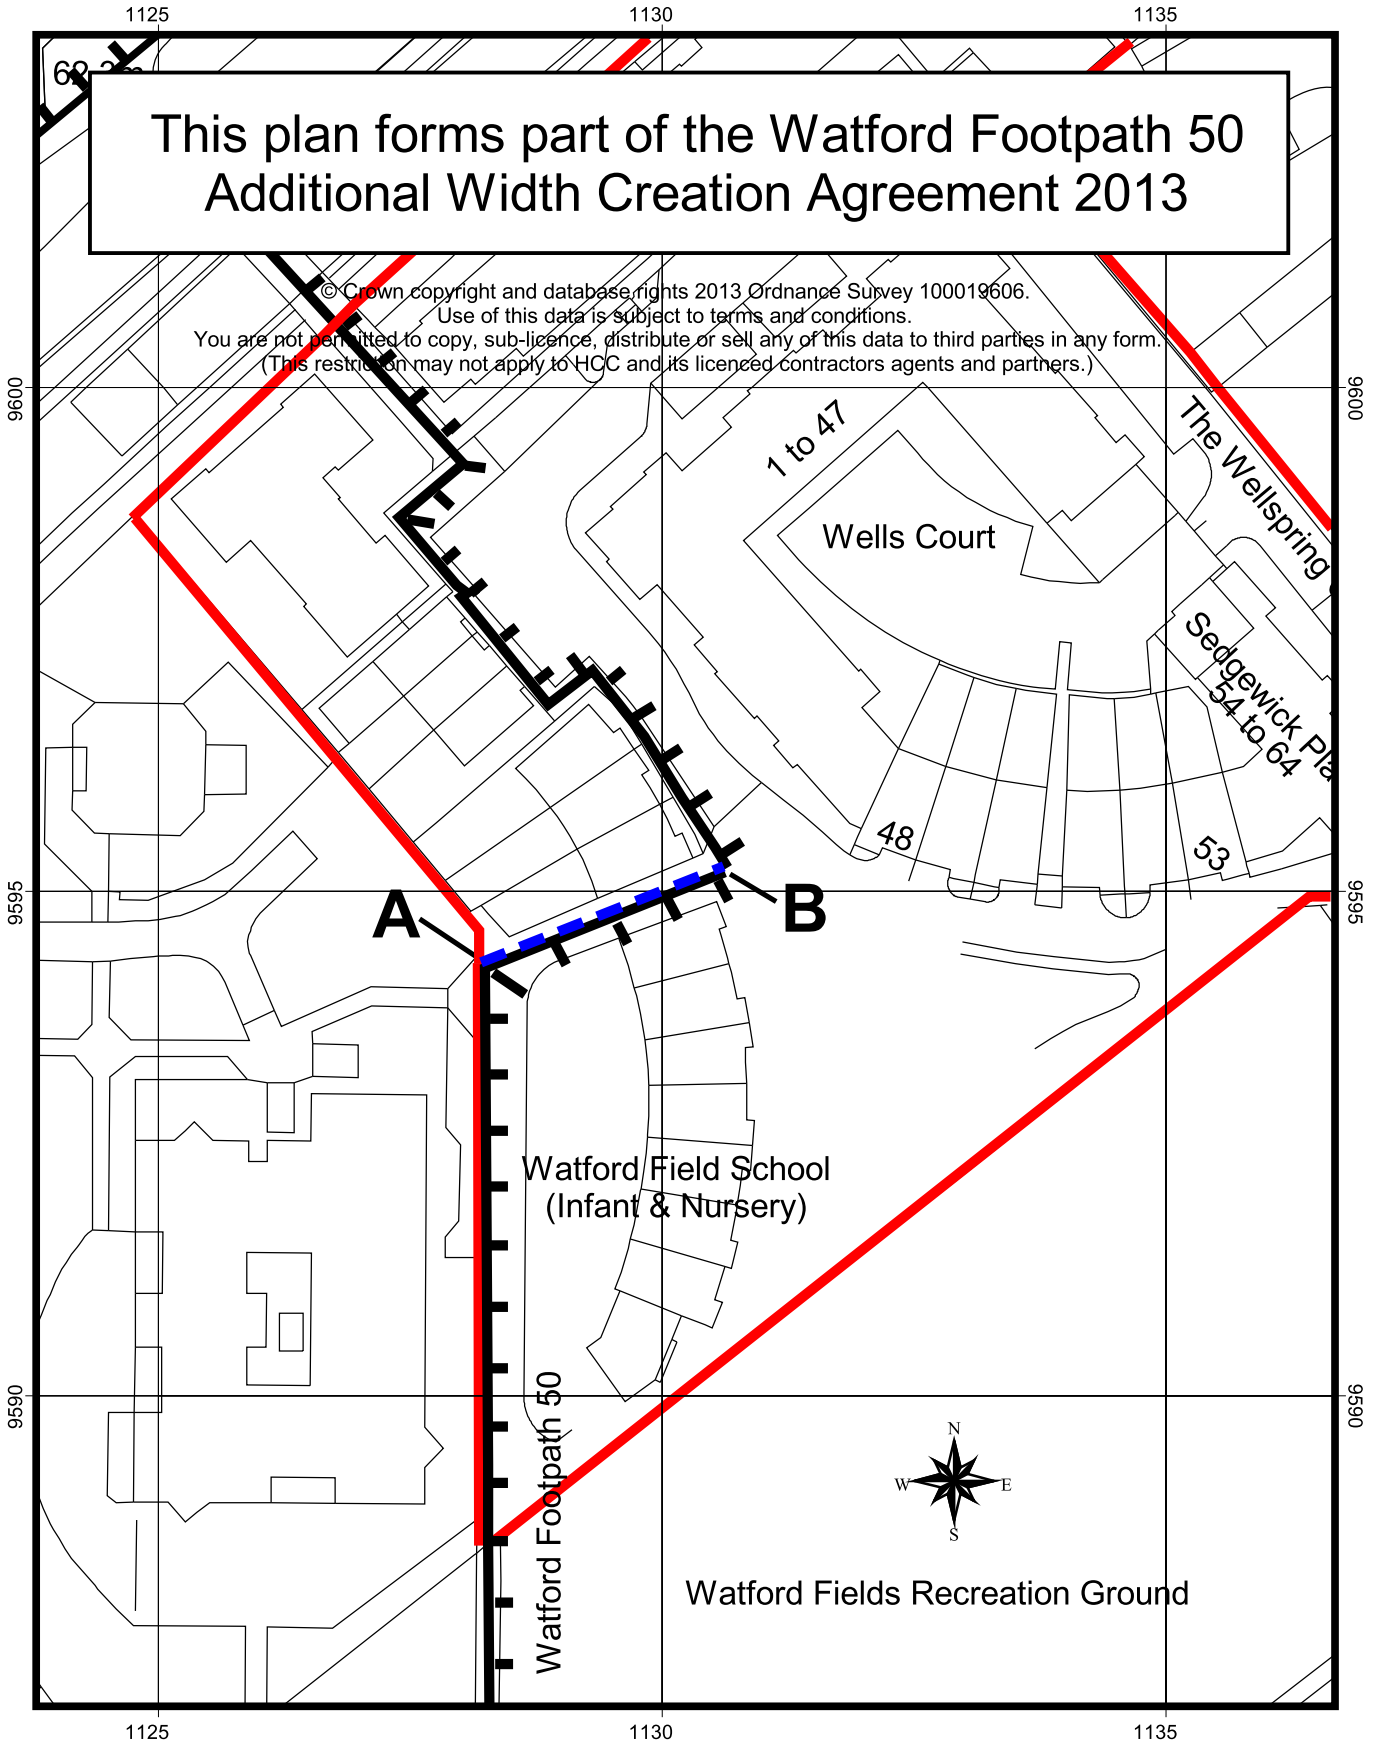 1125 1130 1135
62.3m
This plan forms part of the Watford Footpath 50
Additional Width Creation Agreement 2013
© Crown copyright and database rights 2013 Ordnance Survey 100019606.
Use of this data is subject to terms and conditions.
You are not permitted to copy, sub-licence, distribute or sell any of this data to third parties in any form.
(This restriction may not apply to HCC and its licenced contractors agents and partners.)
9600 9600
1 to 47
The Wellspring
Wells Court
Sedgewick Pla
54 to 64
48
53
9595 9595
A
B
Watford Field School
(Infant & Nursery)
9590 9590
Watford Footpath 50
N
W E
S
Watford Fields Recreation Ground
1125 1130 1135